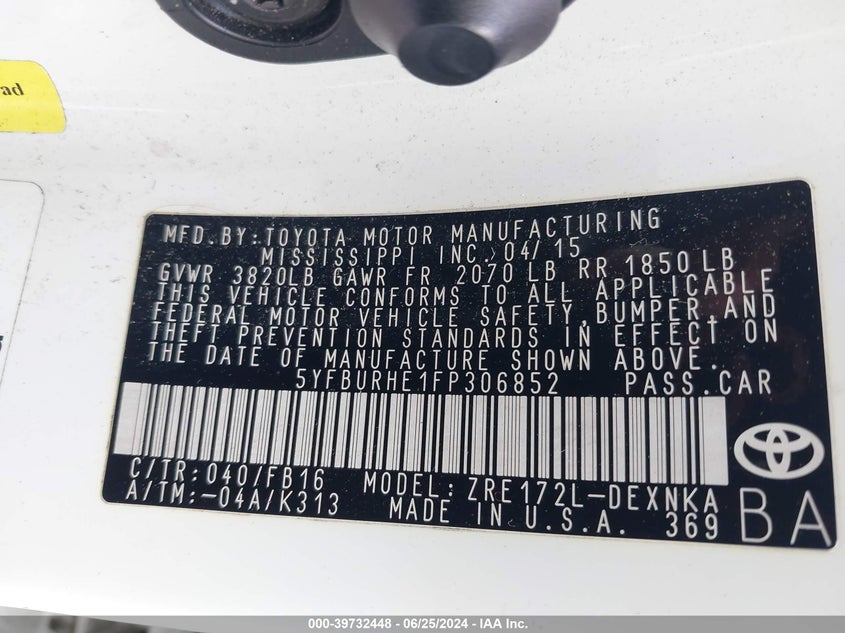 ad
MFD.BY:TOYOTA MOTOR MANUFACTURING
MISSISSIPPI INC. 04/15
GVWR 3820LB GAWR FR 2070 LB RR 1850 LB
THIS VEHICLE CONFORMS TO ALL APPLICABLE
FEDERAL MOTOR VEHICLE SAFETY,BUMPER,AND
THEFT PREVENTION STANDARDS IN EFFECT ON
THE DATE OF MANUFACTURE SHOWN ABOVE.
5YFBURHE1FP306852 PASS.CAR
C/TR:040/FB16 MODEL:ZRE172L-DEXNKA
A/TM:-04A/K313 MADE IN U.S.A. 369
BA
000-39732448 - 06/25/2024 - IAA Inc.